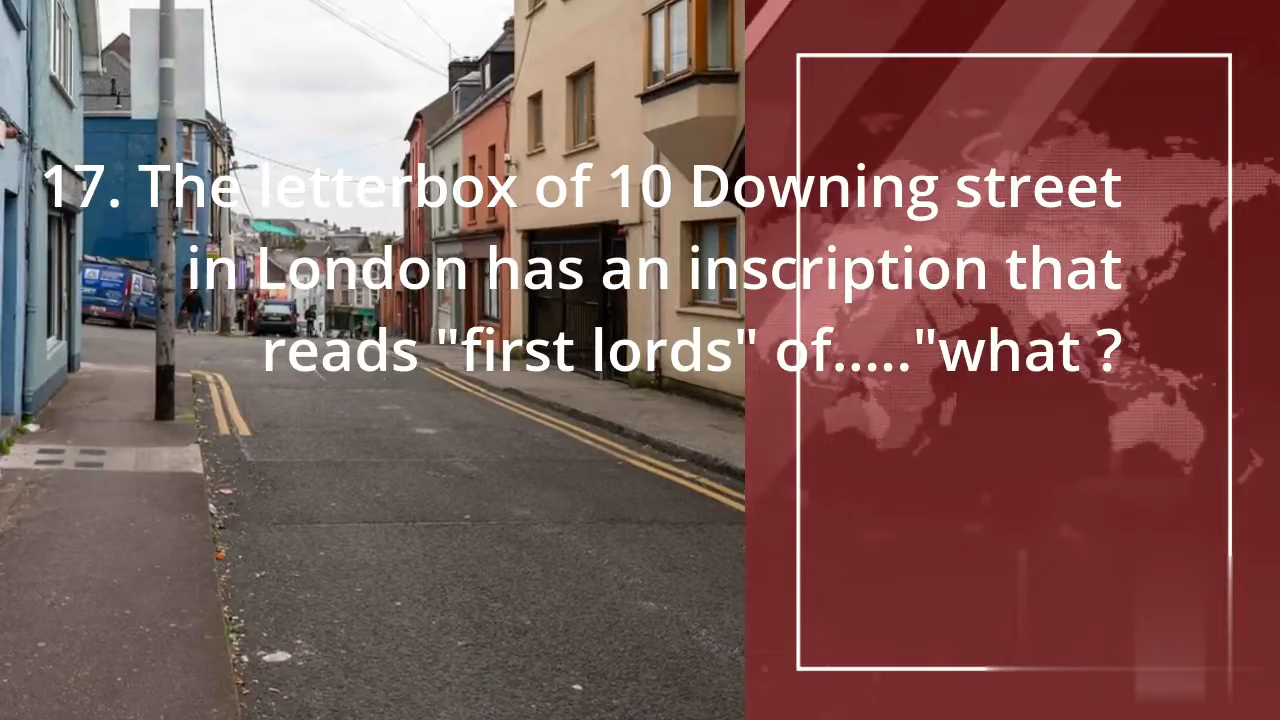 17. The letterbox of 10 Downing street
in London has an inscription that
reads "first lords" of....."what ?